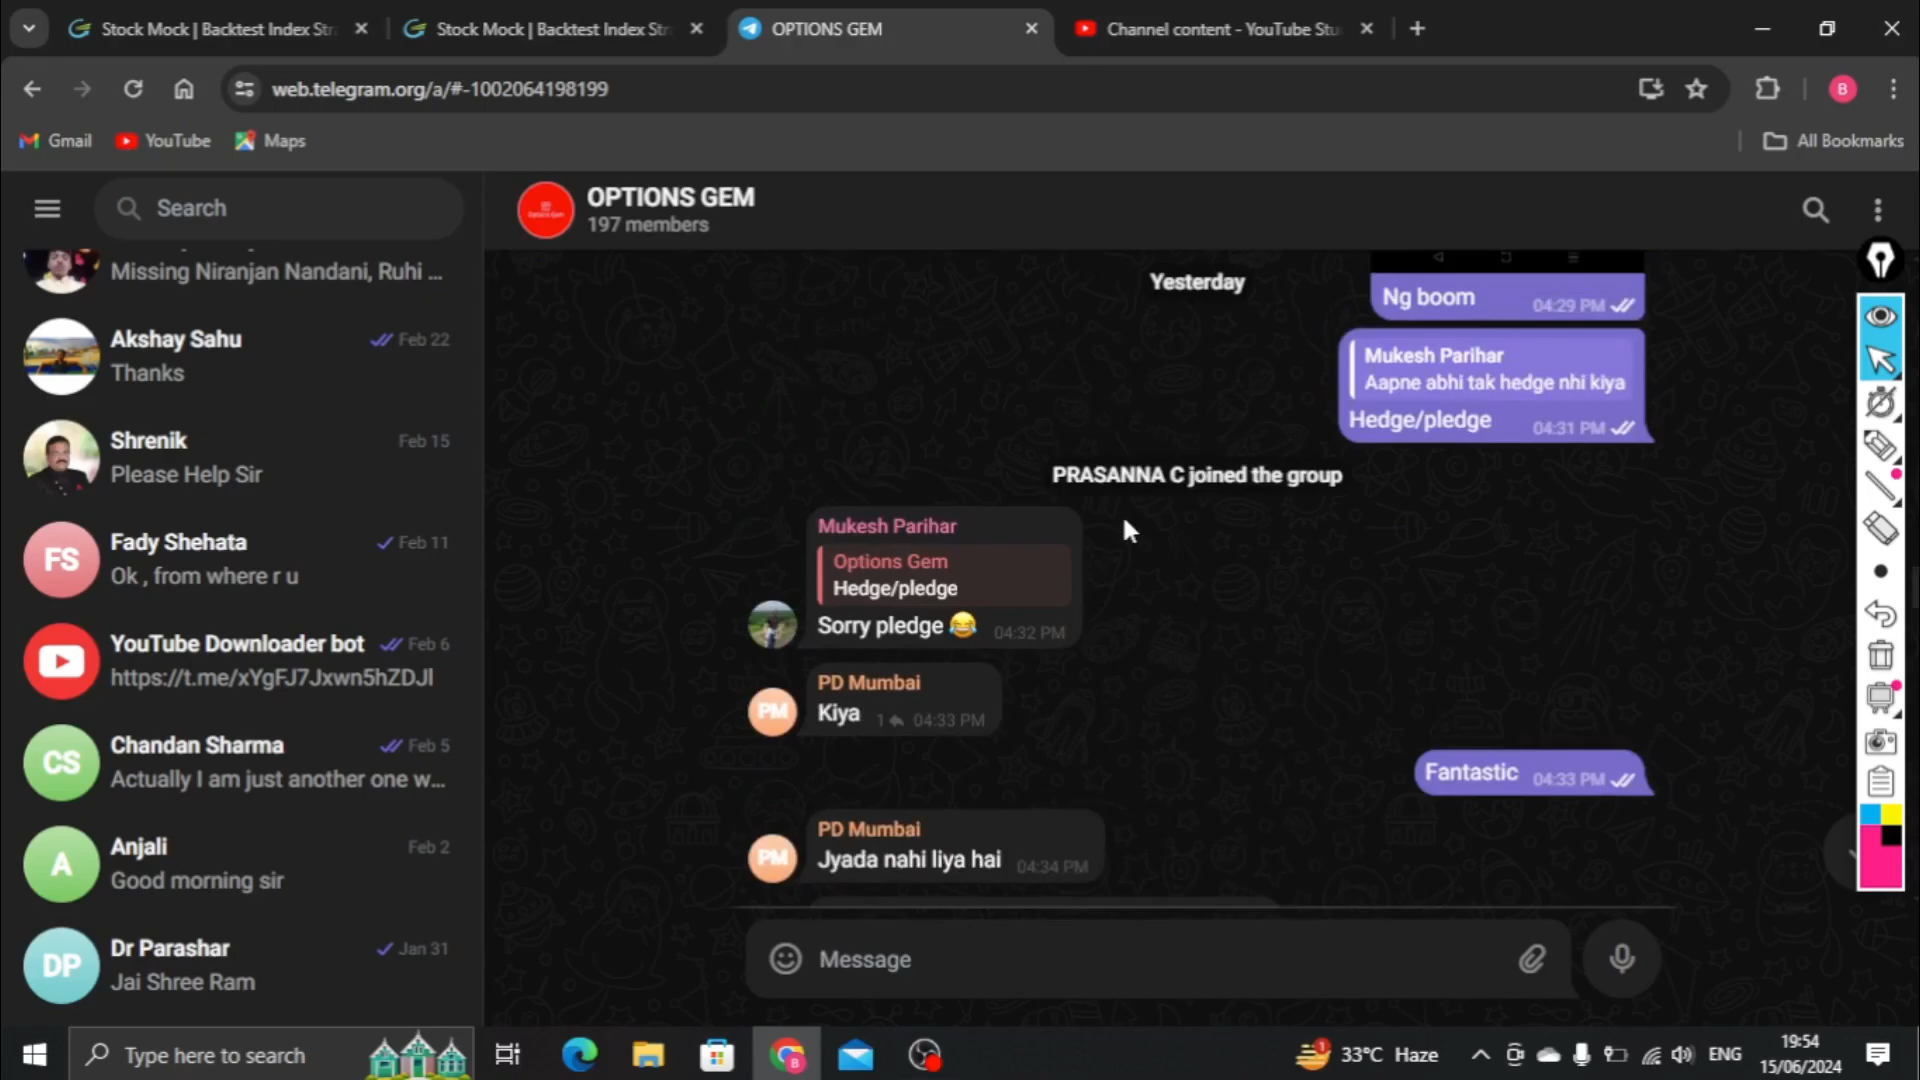 Stock Mock | Backtest Index Str
Stock Mock | Backtest Index Str
OPTIONS GEM
Channel content - YouTube Stu
web.telegram.org/a/#-1002064198199
B
Gmail
YouTube
Maps
All Bookmarks
Search
OPTIONS GEM
197 members
Missing Niranjan Nandani, Ruhi ...
Akshay Sahu
Feb 22
Thanks
Shrenik
Feb 15
Please Help Sir
FS
Fady Shehata
Feb 11
Ok , from where r u
YouTube Downloader bot
Feb 6
https://t.me/xYgFJ7Jxwn5hZDJl
CS
Chandan Sharma
Feb 5
Actually I am just another one w...
A
Anjali
Feb 2
Good morning sir
DP
Dr Parashar
Jan 31
Jai Shree Ram
Yesterday
Ng boom
04:29 PM
Mukesh Parihar
Aapne abhi tak hedge nhi kiya
Hedge/pledge
04:31 PM
PRASANNA C joined the group
Mukesh Parihar
Options Gem
Hedge/pledge
Sorry pledge 😂
04:32 PM
PM
PD Mumbai
Kiya
1
04:33 PM
Fantastic
04:33 PM
PM
PD Mumbai
Jyada nahi liya hai
04:34 PM
Message
Type here to search
B
1
33°C Haze
ENG
19:54
15/06/2024